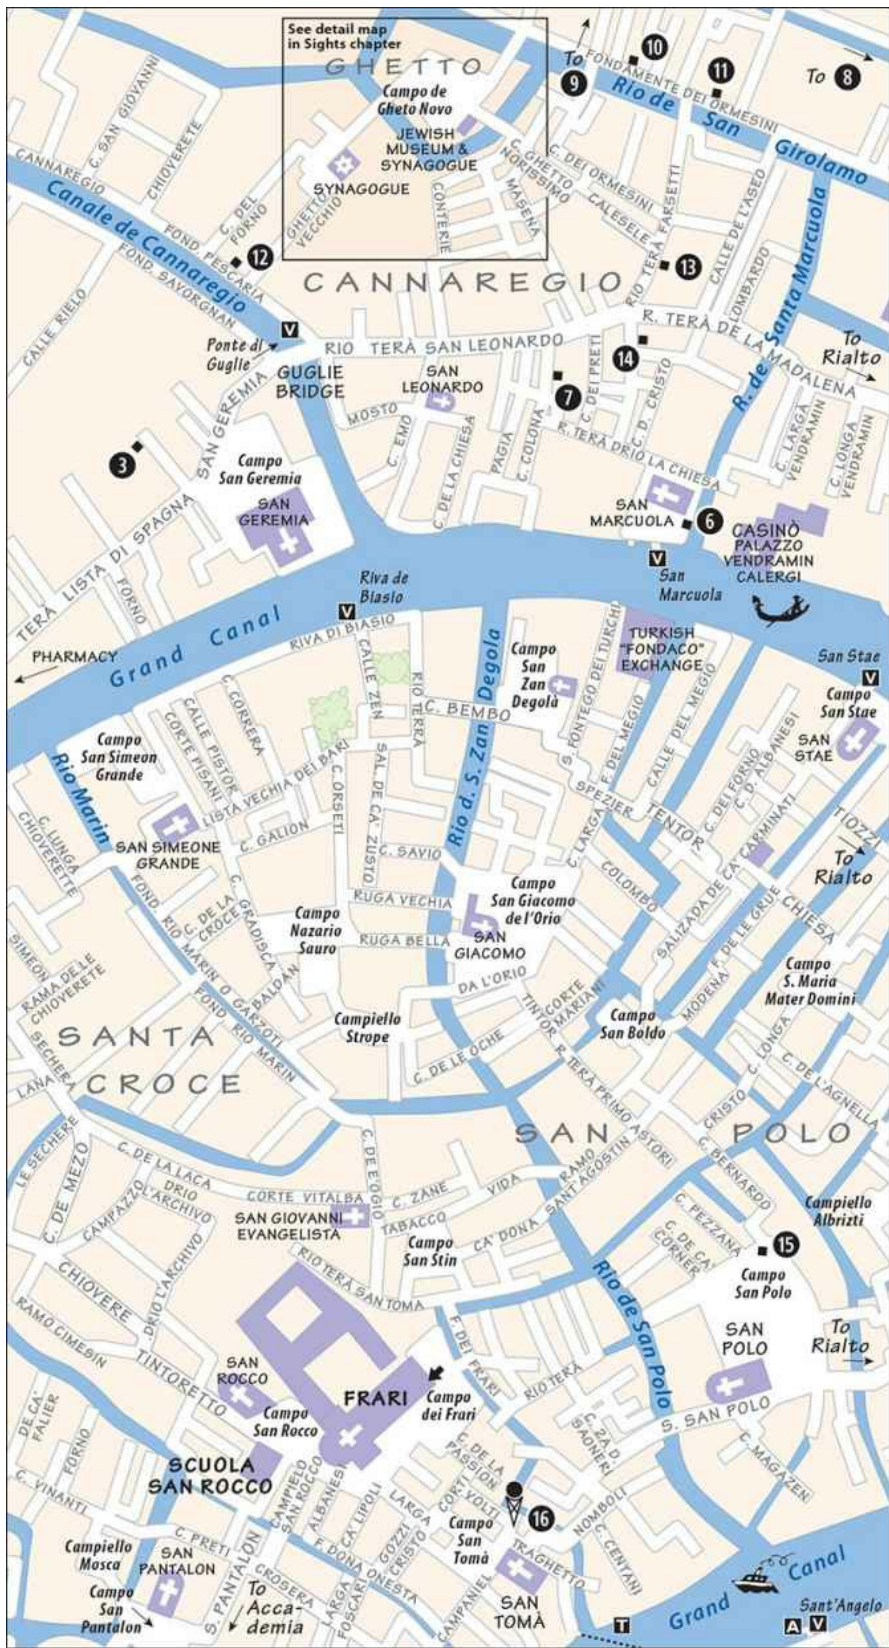 See detail map
in Sights chapter
GHETTO
Campo de
Gheto Novo
JEWISH
MUSEUM &
SYNAGOGUE
SYNAGOGUE
To
9
10
FONDAMENTE DEI ORMESINI
11
To 8
Rio de San Girolamo
C. SAN GIOVANNI
CHIOVERETE
CANNAREGIO
Canale de Cannaregio
C. DEL
FORNO
GHETTO
VECCHIO
FOND. PESCARIA
FOND. SAVORGNAN
12
CONTERIE
MASENA
C. GHETTO
NORISSIMO
C. DEI ORMESINI
CALESELE
RIO TERÀ FARSETTI
CALLE DE L'ASEO
LOMBARDO
R. de Santa Marcuola
13
CANNAREGIO
CALLE RIELO
Ponte di
Guglie
V
GUGLIE
BRIDGE
RIO TERÀ SAN LEONARDO
R. TERÀ DE LA MADALENA
To
Rialto
14
SAN
LEONARDO
7
C. DEI PRETI
C. D. CRISTO
SAN GEREMIA
MOSTO
C. EMO
C. DE LA CHIESA
PAGIA
C. COLONA
R. TERÀ DRIO LA CHIESA
C. LARGA
VENDRAMIN
C. LONGA
VENDRAMIN
3
Campo
San Geremia
SAN
GEREMIA
SAN
MARCUOLA
6
CASINÒ
PALAZZO
VENDRAMIN
CALERGI
TERÀ LISTA DI SPAGNA
FORNO
Riva de
Biasio
V
V
San
Marcuola
Grand Canal
RIVA DI BIASIO
PHARMACY
Campo
San
Zan
Degolà
TURKISH
"FONDACO"
EXCHANGE
San Stae
V
Campo
San Stae
SAN
STAE
CALLE ZEN
RIO TERRÀ
C. BEMBO
Rio d. S. Zan Degola
S. FONTEGO DEI TURCHI
F. DEL MEGIO
CALLE DEL MEGIO
C. CORRERA
CALLE PISTOR
CORTE PISANI
Campo
San Simeon
Grande
Rio Marin
LISTA VECHIA DEI BARI
SAL. DE CA. ZUSTO
C. ORSETI
SPEZIER
TENTOR
C. DEI FORNO
C. D. ALBANESI
CARMINATI
TIOZZI
To
Rialto
C. LUNGA
CHIOVERETTE
SAN SIMEONE
GRANDE
C. GALION
C. SAVIO
C. LARGA
COLOMBO
SALIZADA DE CA'
F. DE LE GRUE
CHIESA
FOND. RIO MARIN
C. DE LA
CROCE
C. GRADISCA
RUGA VECHIA
Campo
Nazario
Sauro
RUGA BELLA
Campo
San Giacomo
de l'Orio
SAN
GIACOMO
MODENA
Campo
S. Maria
Mater Domini
SIMEON
RAMA DE LE
CHIOVERETE
BALDAN
O GARZOTI
FOND RIO MARIN
DA L'ORIO
TINTOR
CORTE
MARIANI
Campo
San Boldo
Campiello
Strope
C. DE LE OCHE
R. TERÀ PRIMO
ASTORI
C. LONGA
C. DE L'AGNELLA
CRISTO
SANTA
CROCE
SECHERA
LANA
LE SECHERE
C. DE MEZO
C. DE LA LACA
CAMPAZZO
DRIO
L'ARCHIVO
SAN POLO
C. DE E'OGIO
CORTE VITALBA
C. ZANE
VIDA
TABACCO
RAMO
SANT'AGOSTIN
CA' DONA
C. BERNARDO
C. PEZZANA
C. DE CA'
CORNER
Campiello
Albrizti
SAN GIOVANNI
EVANGELISTA
Campo
San Stin
15
Campo
San Polo
CHIOVERE
DRIO L'ARCHIVO
RIO TERÀ SAN TOMÀ
Rio de San Polo
SAN
POLO
To
Rialto
RAMO CIMESIN
TINTORETTO
F. DEI FRARI
RIO TERÀ
SAN
ROCCO
FRARI
Campo
dei Frari
Campo
San Rocco
S. SAN POLO
DE CA'
FALIER
FORNO
SCUOLA
SAN ROCCO
C. DE LA
PASSION
C. 2A D.
SAONERI
C. MAGAZEN
CAMPIELO
SAN ROCCO
ALBANESI
CA' LIPOLI
LARGA
CORTI
VOLTI
GOZZI
CRISTO
16
NOMBOLI
C. CENTANI
C. VINANTI
C. PRETI
Campiello
Mosca
SAN
PANTALON
Campo
San
Pantalon
S. PANTALON
CROSERA
To
Acca-
demia
F. DONA ONESTA
LARGA
FOSCARI
Campo
San
Tomà
TRAGHETTO
CAMPANIEL
SAN
TOMÀ
T
Grand Canal
Sant'Angelo
A V